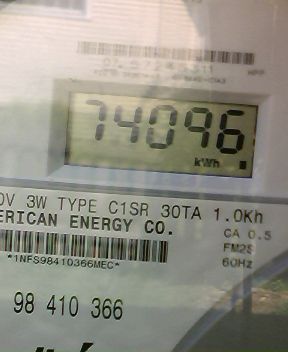 74096
kWh
0V 3W TYPE C1SR 30TA 1.0Kh
ERICAN ENERGY CO.
CA 0.5
FM2S
60Hz
*1NFS98410366MEC*
98 410 366